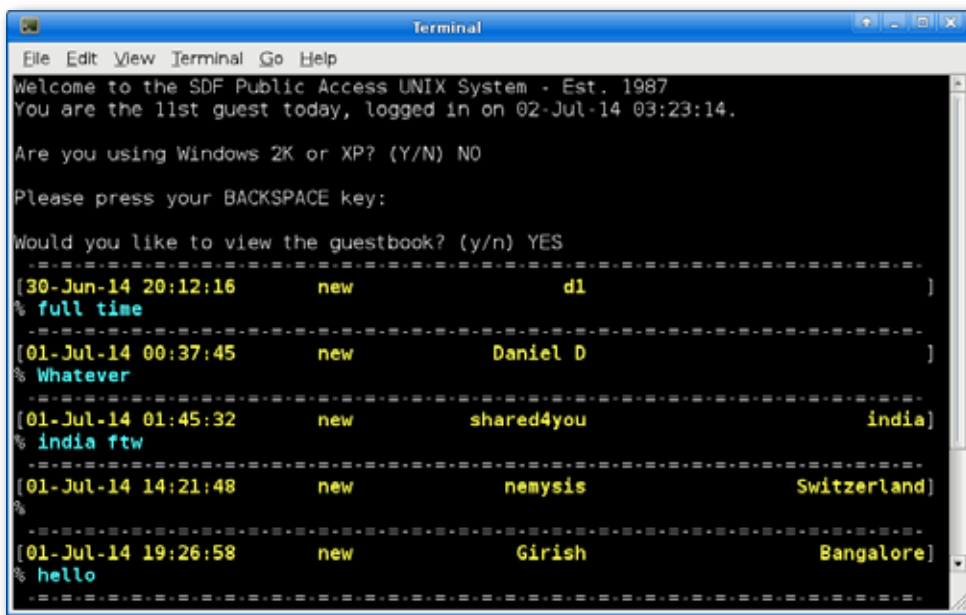 Terminal
File Edit View Terminal Go Help
Welcome to the SDF Public Access UNIX System - Est. 1987
You are the 11st guest today, logged in on 02-Jul-14 03:23:14.
Are you using Windows 2K or XP? (Y/N) NO
Please press your BACKSPACE key:
Would you like to view the guestbook? (y/n) YES
-=-=-=-=-=-=-=-=-=-=-=-=-=-=-=-=-=-=-=-=-=-=-=-=-=-=-=-=-=-=-=-=-=-=-=-=-
[30-Jun-14 20:12:16 new d1 ]
% full time
-=-=-=-=-=-=-=-=-=-=-=-=-=-=-=-=-=-=-=-=-=-=-=-=-=-=-=-=-=-=-=-=-=-=-=-=-
[01-Jul-14 00:37:45 new Daniel D ]
% Whatever
-=-=-=-=-=-=-=-=-=-=-=-=-=-=-=-=-=-=-=-=-=-=-=-=-=-=-=-=-=-=-=-=-=-=-=-=-
[01-Jul-14 01:45:32 new shared4you india]
% india ftw
-=-=-=-=-=-=-=-=-=-=-=-=-=-=-=-=-=-=-=-=-=-=-=-=-=-=-=-=-=-=-=-=-=-=-=-=-
[01-Jul-14 14:21:48 new nemysis Switzerland]
%
-=-=-=-=-=-=-=-=-=-=-=-=-=-=-=-=-=-=-=-=-=-=-=-=-=-=-=-=-=-=-=-=-=-=-=-=-
[01-Jul-14 19:26:58 new Girish Bangalore]
% hello
-=-=-=-=-=-=-=-=-=-=-=-=-=-=-=-=-=-=-=-=-=-=-=-=-=-=-=-=-=-=-=-=-=-=-=-=-